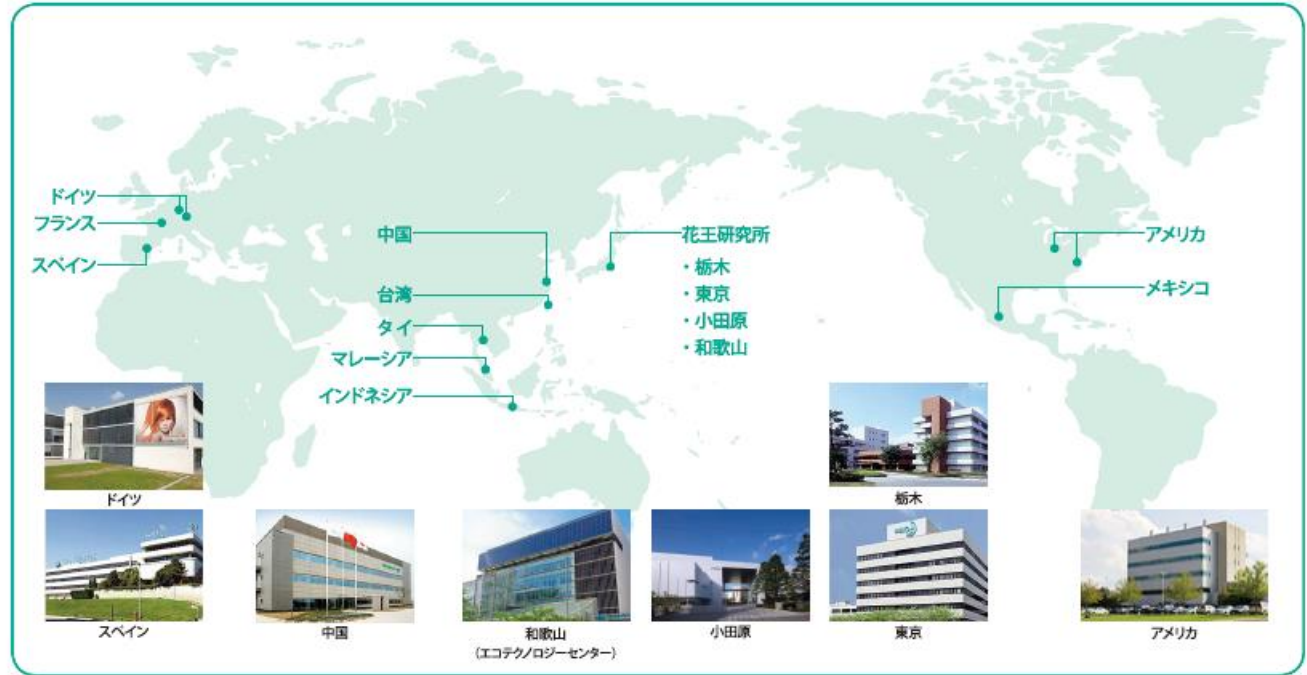 ドイツ
フランス
スペイン
中国
台湾
タイ
マレーシア
インドネシア
花王研究所
・栃木
・東京
・小田原
・和歌山
アメリカ
メキシコ
ドイツ
栃木
スペイン
中国
和歌山
(エコテクノロジーセンター)
小田原
東京
アメリカ